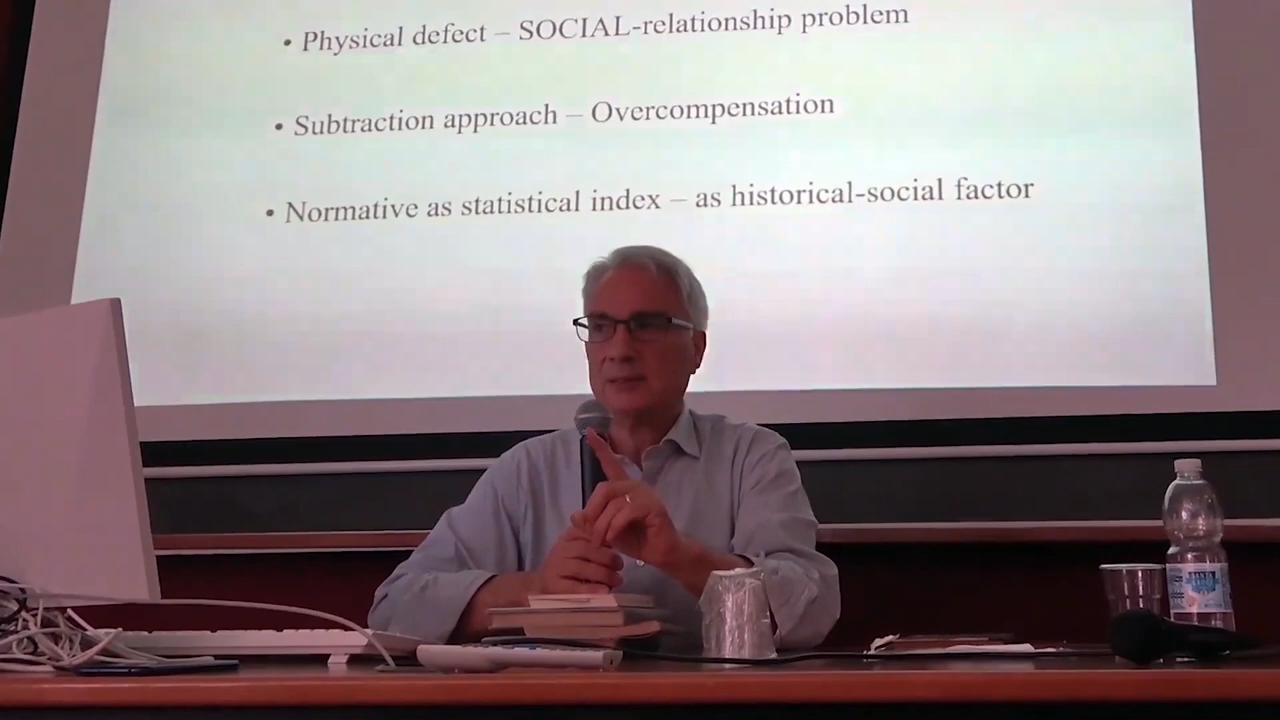 • Physical defect – SOCIAL-relationship problem
• Subtraction approach – Overcompensation
• Normative as statistical index – as historical-social factor